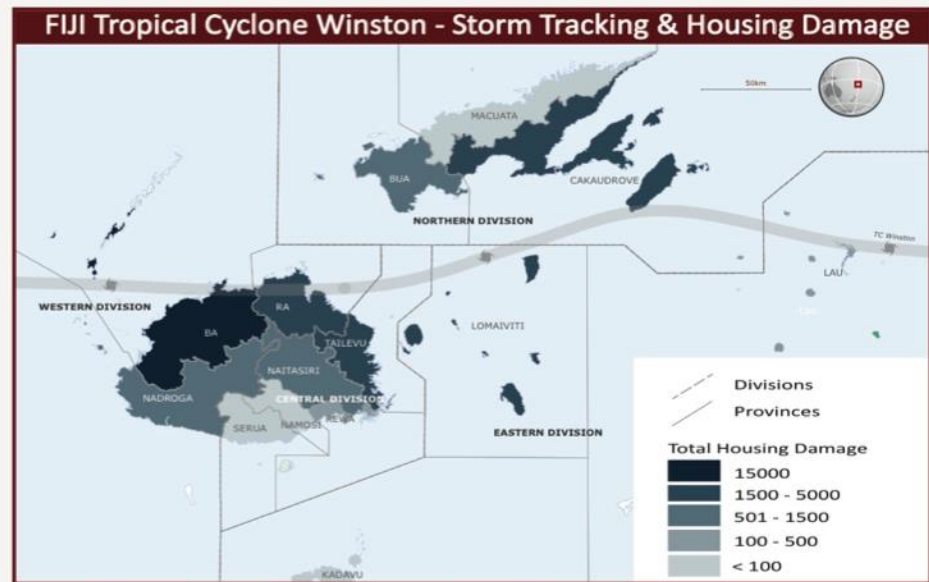 FIJI Tropical Cyclone Winston - Storm Tracking & Housing Damage
50km
MACUATA
BUA
CAKAUDROVE
NORTHERN DIVISION
TC Winston
LAU
WESTERN DIVISION
RA
LOMAIVITI
BA
TAILEVU
NAITASIRI
NADROGA
CENTRAL DIVISION
REWA
SERUA
NAMOSI
EASTERN DIVISION
KADAVU
Divisions
Provinces
Total Housing Damage
15000
1500 - 5000
501 - 1500
100 - 500
< 100